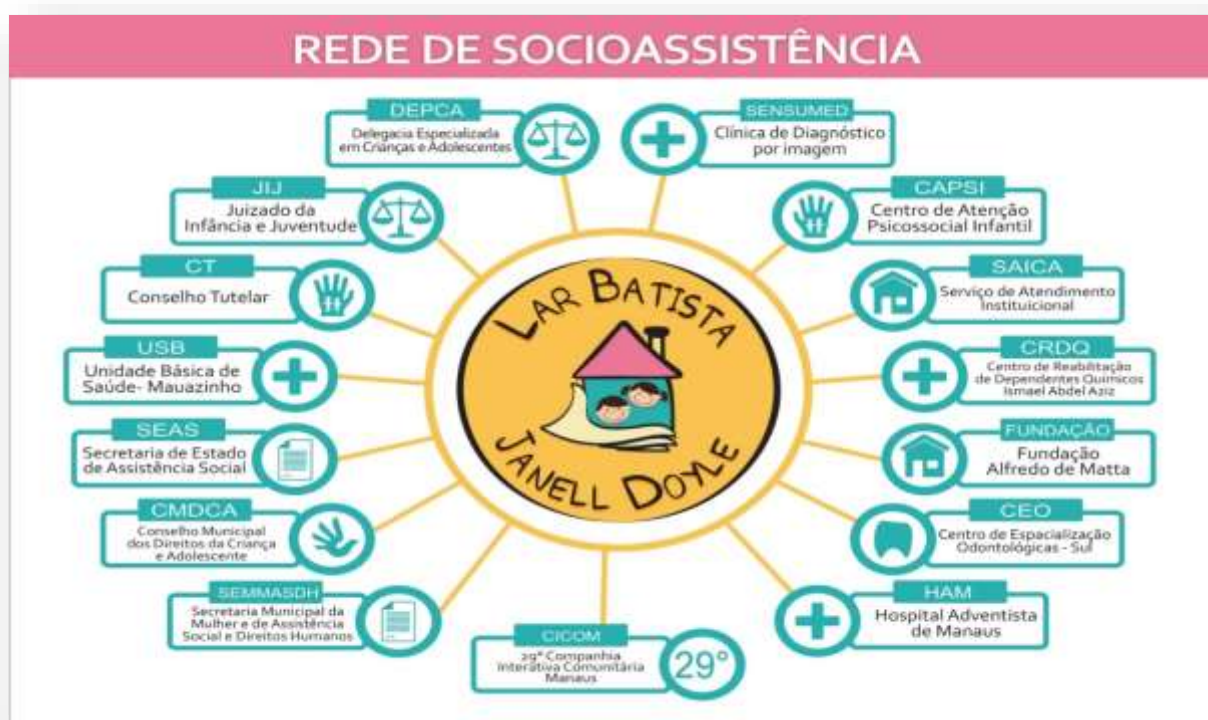 REDE DE SOCIOASSISTÊNCIA
DEPCA
Delegacia Especializada
em Crianças e Adolescentes
SENSUMED
Clínica de Diagnóstico
por imagem
JIJ
Juizado da
Infância e Juventude
CAPSI
Centro de Atenção
Psicossocial Infantil
CT
Conselho Tutelar
SAICA
Serviço de Atendimento
Instituicional
USB
Unidade Básica de
Saúde- Mauazinho
CRDQ
Centro de Reabilitação
de Dependentes Químicos
Ismael Abdel Aziz
SEAS
Secretaria de Estado
de Assistência Social
FUNDAÇÃO
Fundação
Alfredo de Matta
CMDCA
Conselho Municipal
dos Direitos da Criança
e Adolescente
CEO
Centro de Espacialização
Odontológicas - Sul
SEMMASDH
Secretaria Municipal da
Mulher e de Assistência
Social e Direitos Humanos
HAM
Hospital Adventista
de Manaus
CICOM
29ª Companhia
Interativa Comunitária
Manaus
29°
LAR BATISTA
JANELL DOYLE